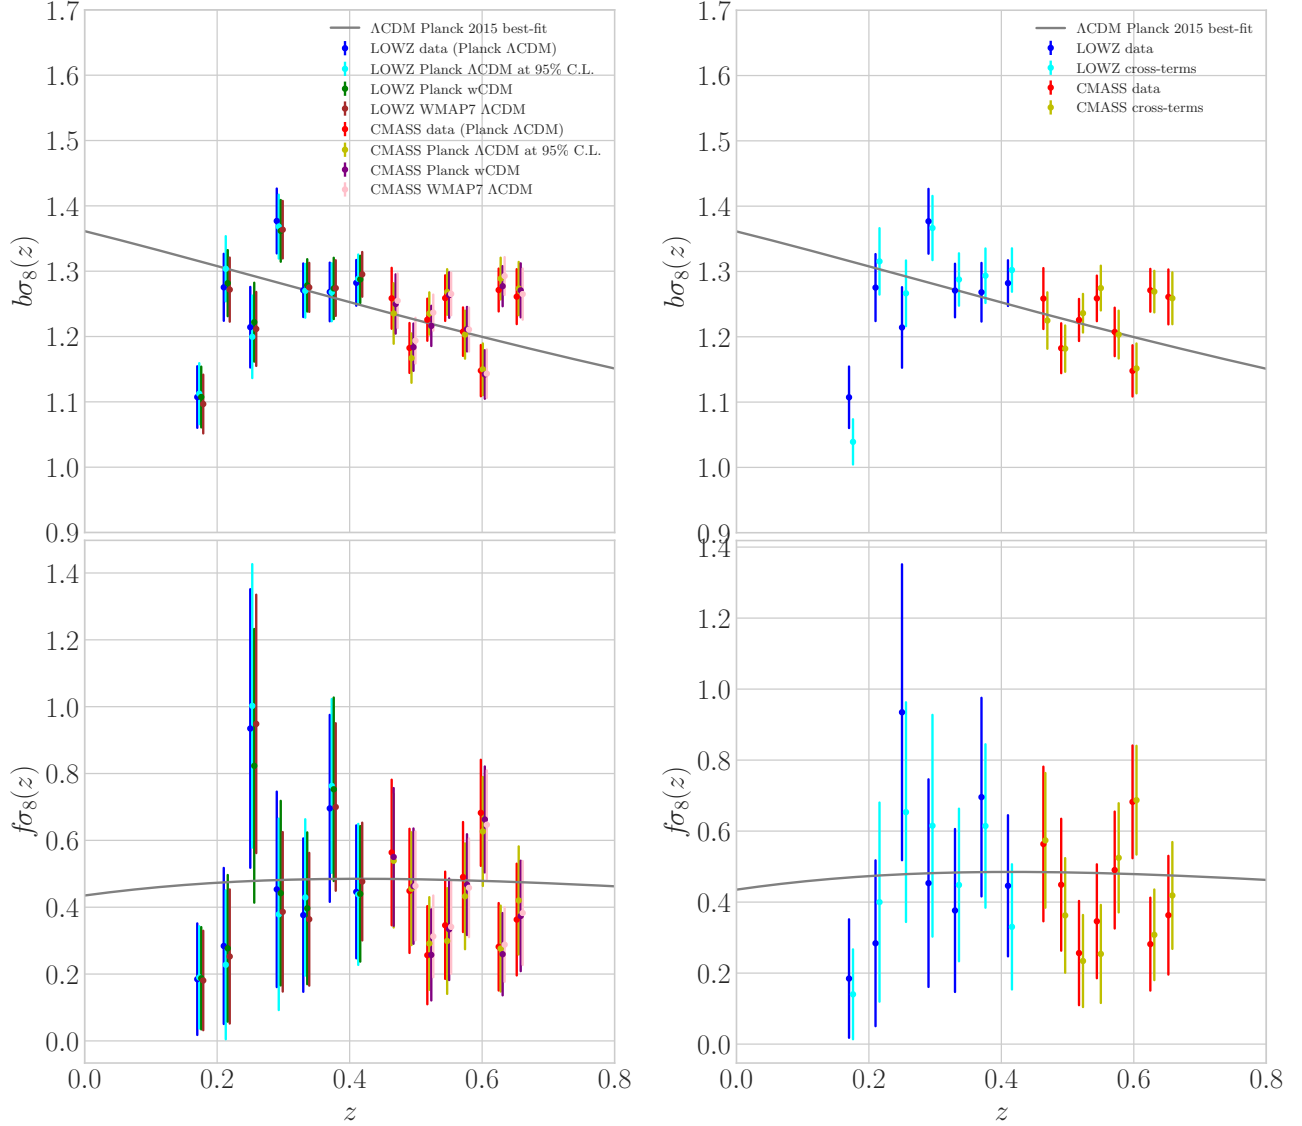 1.7
1.6
1.5
1.4
1.3
1.2
1.1
1.0
0.9
bσ₈(z)
ΛCDM Planck 2015 best-fit
LOWZ data (Planck ΛCDM)
LOWZ Planck ΛCDM at 95% C.L.
LOWZ Planck wCDM
LOWZ WMAP7 ΛCDM
CMASS data (Planck ΛCDM)
CMASS Planck ΛCDM at 95% C.L.
CMASS Planck wCDM
CMASS WMAP7 ΛCDM
1.7
1.6
1.5
1.4
1.3
1.2
1.1
1.0
0.9
bσ₈(z)
ΛCDM Planck 2015 best-fit
LOWZ data
LOWZ cross-terms
CMASS data
CMASS cross-terms
1.4
1.2
1.0
0.8
0.6
0.4
0.2
0.0
fσ₈(z)
0.0 0.2 0.4 0.6 0.8
z
1.4
1.2
1.0
0.8
0.6
0.4
0.2
0.0
fσ₈(z)
0.0 0.2 0.4 0.6 0.8
z